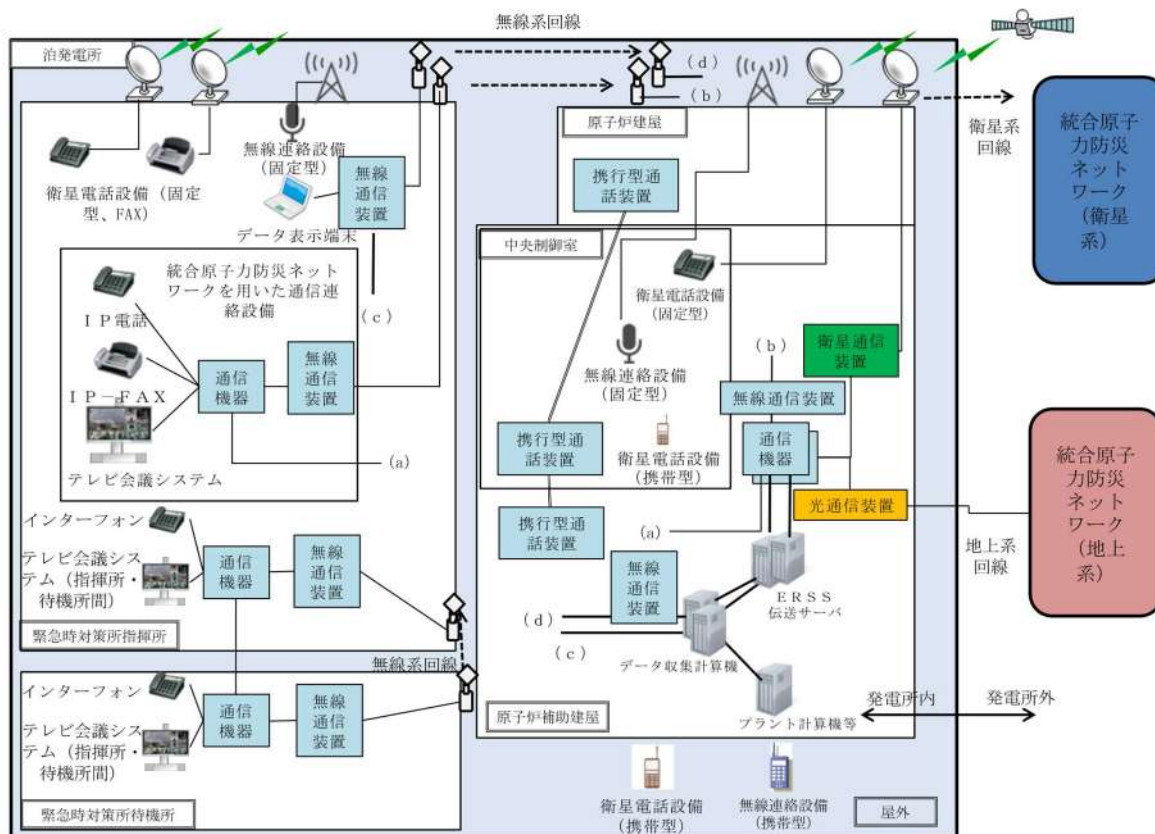 無線系回線
泊発電所
(d)
(b)
衛星系
回線
統合原子
力防災
ネット
ワーク
(衛星
系)
無線連絡設備
(固定型)
衛星電話設備(固定
型、FAX)
データ表示端末
無線
通信
装置
(c)
原子炉建屋
携行型通
話装置
統合原子力防災ネット
ワークを用いた通信連
絡設備
IP電話
IP-FAX
テレビ会議システム
通信
機器
無線
通信
装置
(a)
中央制御室
衛星電話設備
(固定型)
無線連絡設備
(固定型)
衛星電話設備
(携帯型)
携行型通
話装置
携行型通
話装置
(b)
衛星通信
装置
無線通信装置
通信
機器
光通信装置
(a)
地上系
回線
統合原子
力防災
ネット
ワーク
(地上
系)
無線
通信
装置
ERSS
伝送サーバ
(d)
(c)
データ収集計算機
プラント計算機等
原子炉補助建屋
発電所内
発電所外
インターフォン
テレビ会議シス
テム(指揮所・
待機所間)
通信
機器
無線
通信
装置
緊急時対策所指揮所
無線系回線
インターフォン
テレビ会議シス
テム(指揮所・
待機所間)
通信
機器
無線
通信
装置
緊急時対策所待機所
衛星電話設備
(携帯型)
無線連絡設備
(携帯型)
屋外